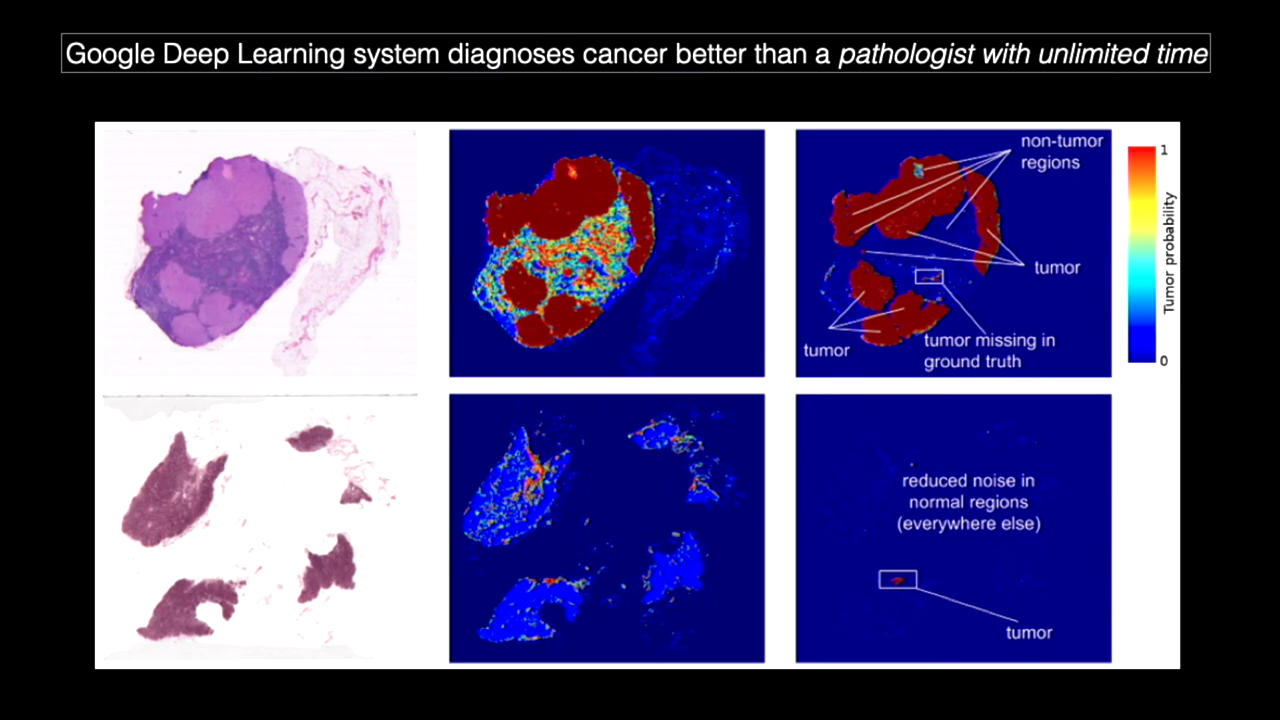 Google Deep Learning system diagnoses cancer better than a pathologist with unlimited time
non-tumor
regions
1
Tumor probability
0
tumor
tumor
tumor missing in
ground truth
reduced noise in
normal regions
(everywhere else)
tumor